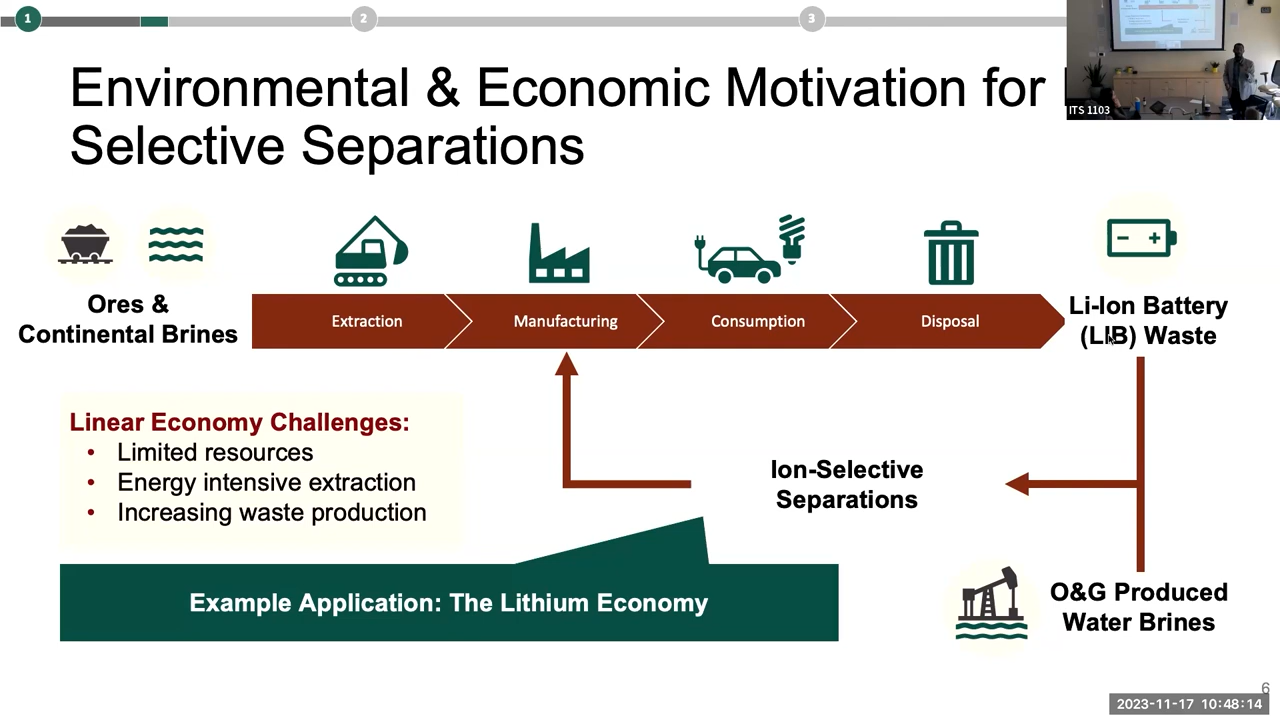 1
2
3
Environmental & Economic Motivation for
Selective Separations
ITS 1103
Ores &
Continental Brines
Extraction
Manufacturing
Consumption
Disposal
Li-Ion Battery
(LIB) Waste
Linear Economy Challenges:
• Limited resources
• Energy intensive extraction
• Increasing waste production
Ion-Selective
Separations
Example Application: The Lithium Economy
O&G Produced
Water Brines
6
2023-11-17 10:48:14